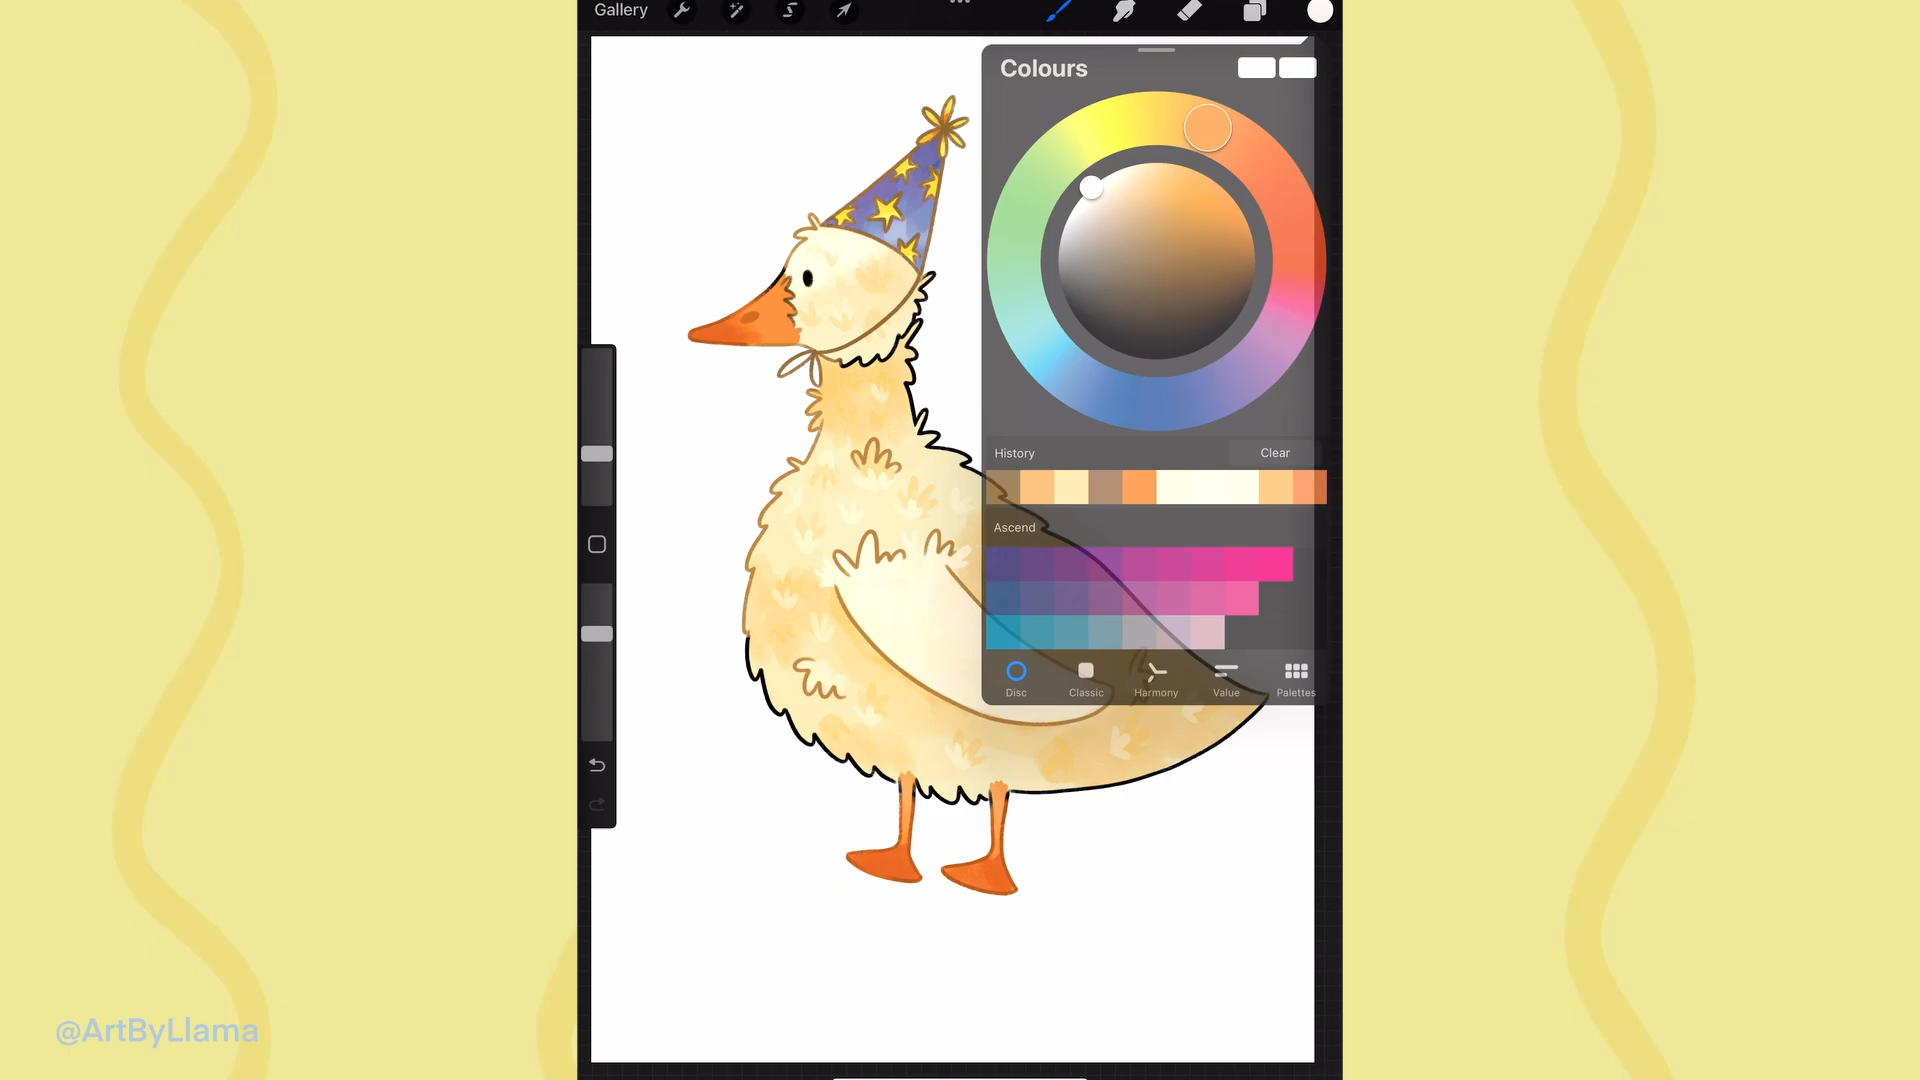 Gallery
Colours
History
Clear
Ascend
Disc
Classic
Harmony
Value
Palettes
@ArtByLlama